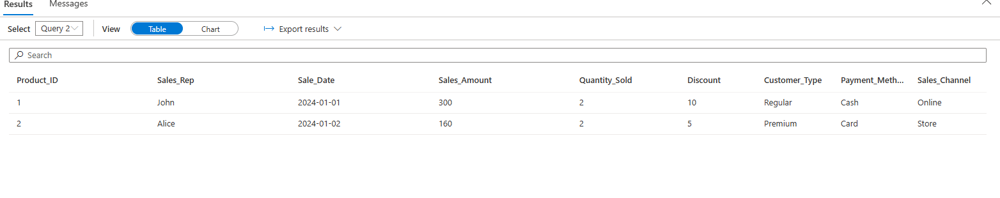 Results Messages
Select Query 2 View Table Chart Export results
Search
Product_ID Sales_Rep Sale_Date Sales_Amount Quantity_Sold Discount Customer_Type Payment_Meth... Sales_Channel
1 John 2024-01-01 300 2 10 Regular Cash Online
2 Alice 2024-01-02 160 2 5 Premium Card Store